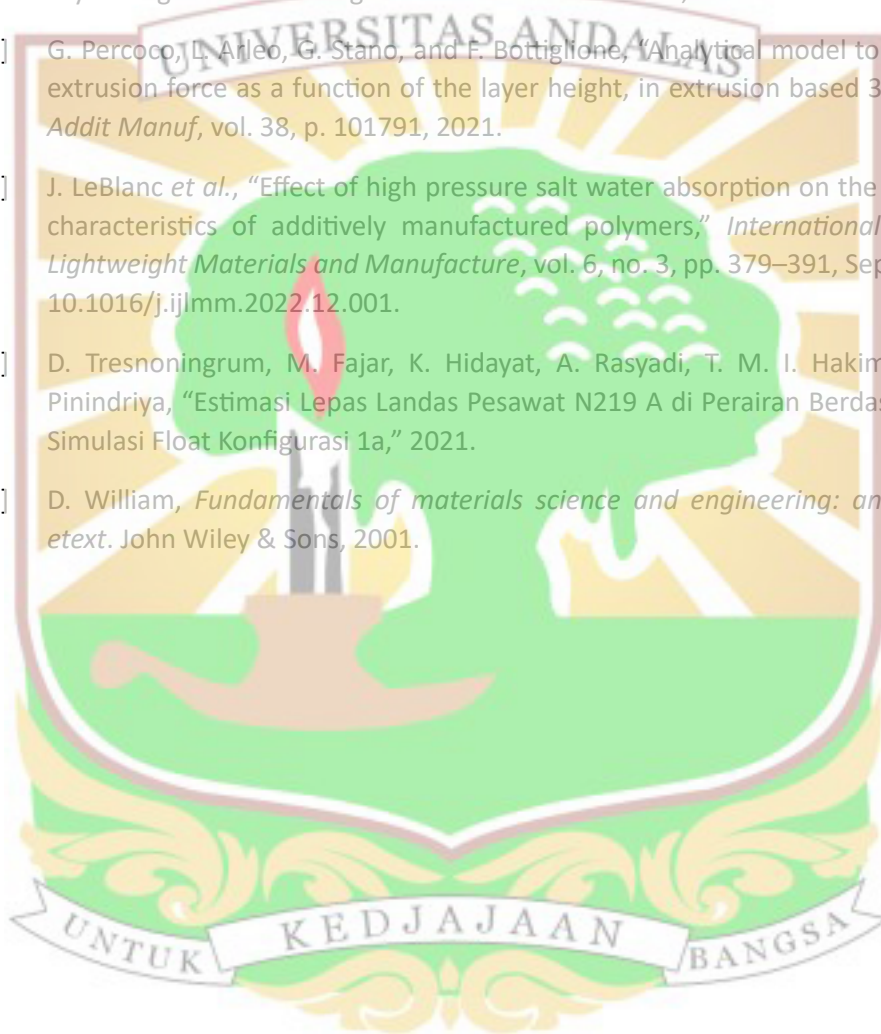 UNIVERSITAS ANDALAS
] G. Percoco, L. Arleo, G. Stano, and F. Bottiglione, “Analytical model to
extrusion force as a function of the layer height, in extrusion based 3
Addit Manuf, vol. 38, p. 101791, 2021.
] J. LeBlanc et al., “Effect of high pressure salt water absorption on the
characteristics of additively manufactured polymers,” International
Lightweight Materials and Manufacture, vol. 6, no. 3, pp. 379–391, Sep
10.1016/j.ijlmm.2022.12.001.
] D. Tresnoningrum, M. Fajar, K. Hidayat, A. Rasyadi, T. M. I. Hakim
Pinindriya, “Estimasi Lepas Landas Pesawat N219 A di Perairan Berdas
Simulasi Float Konfigurasi 1a,” 2021.
] D. William, Fundamentals of materials science and engineering: an
etext. John Wiley & Sons, 2001.
UNTUK KEDJAJAAN BANGSA